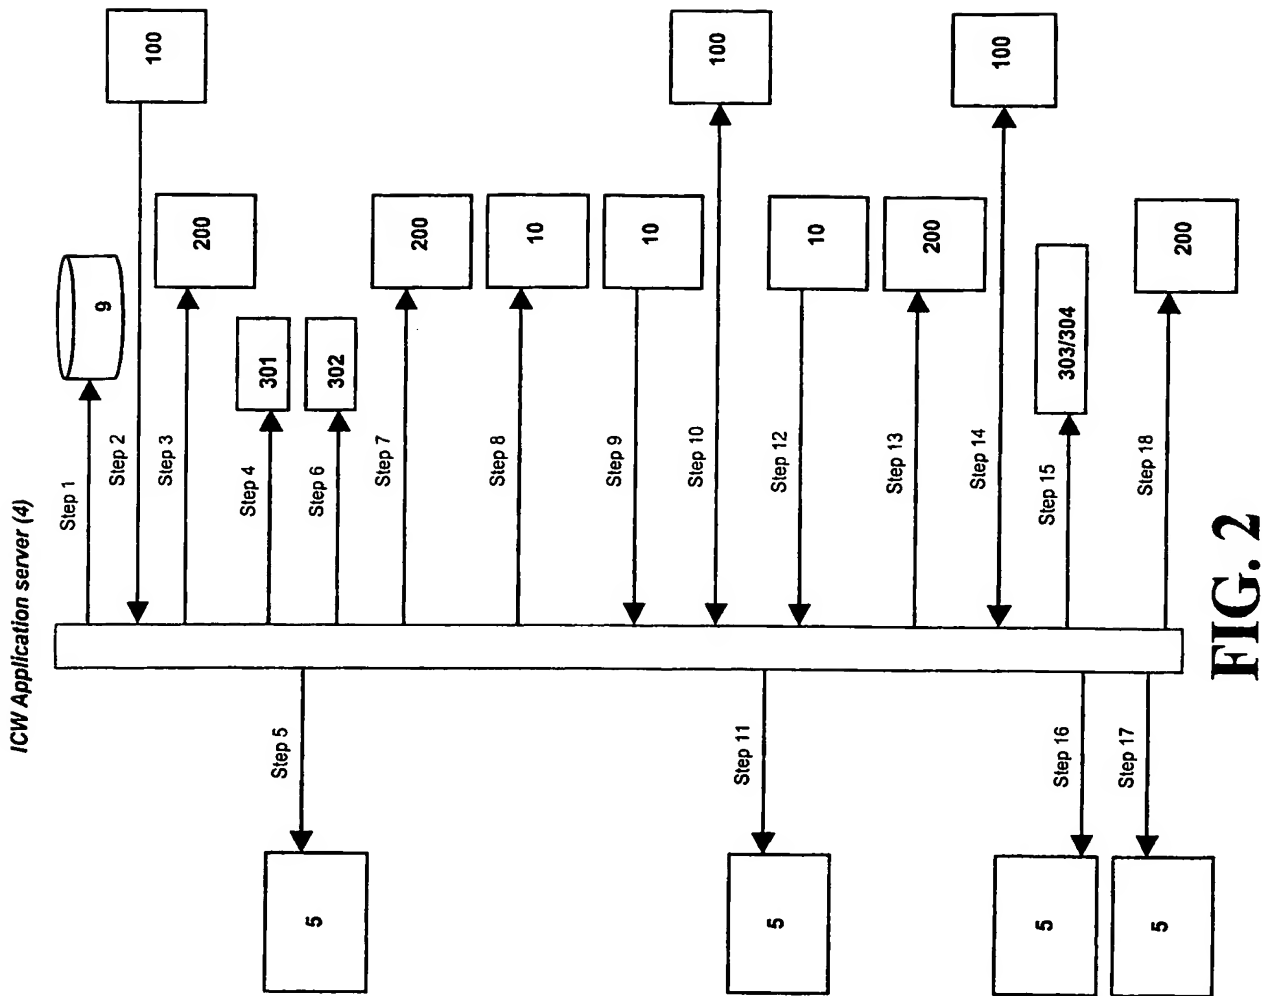 ICW Application server (4)
Step 1
9
Step 2
100
Step 3
200
Step 4
301
Step 5
5
Step 6
302
Step 7
200
Step 8
10
Step 9
10
Step 10
100
Step 11
5
Step 12
10
Step 13
200
Step 14
100
Step 15
303/304
Step 16
5
Step 17
5
Step 18
200
FIG. 2